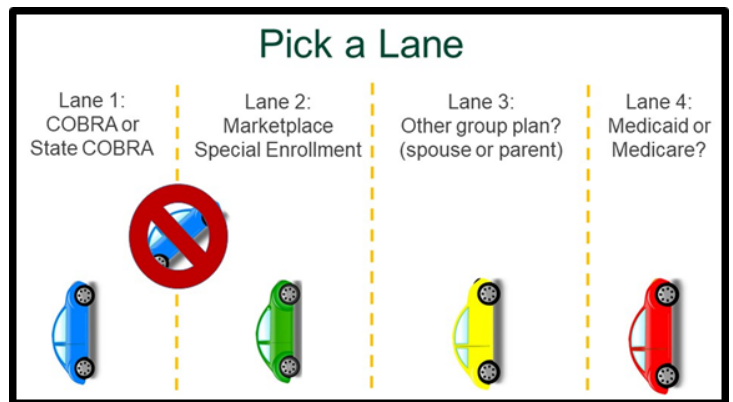 Pick a Lane
Lane 1:
COBRA or
State COBRA
Lane 2:
Marketplace
Special Enrollment
Lane 3:
Other group plan?
(spouse or parent)
Lane 4:
Medicaid or
Medicare?